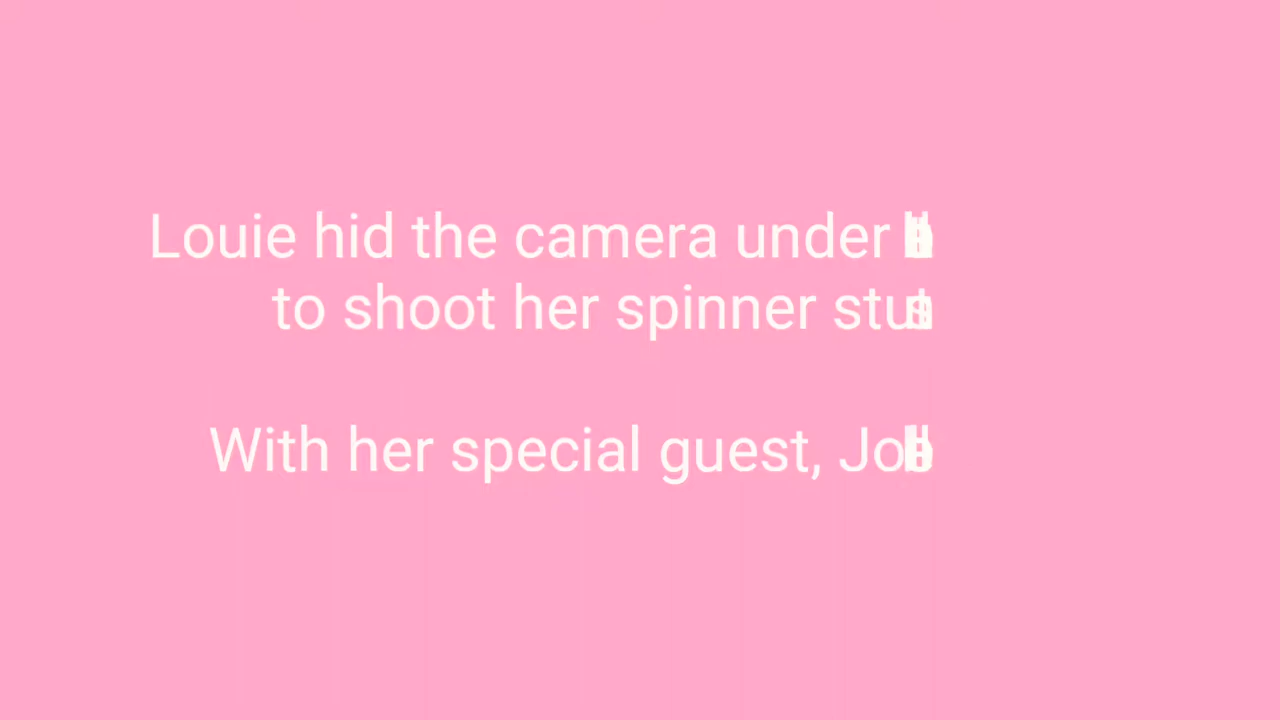 Louie hid the camera under
to shoot her spinner
With her special guest,